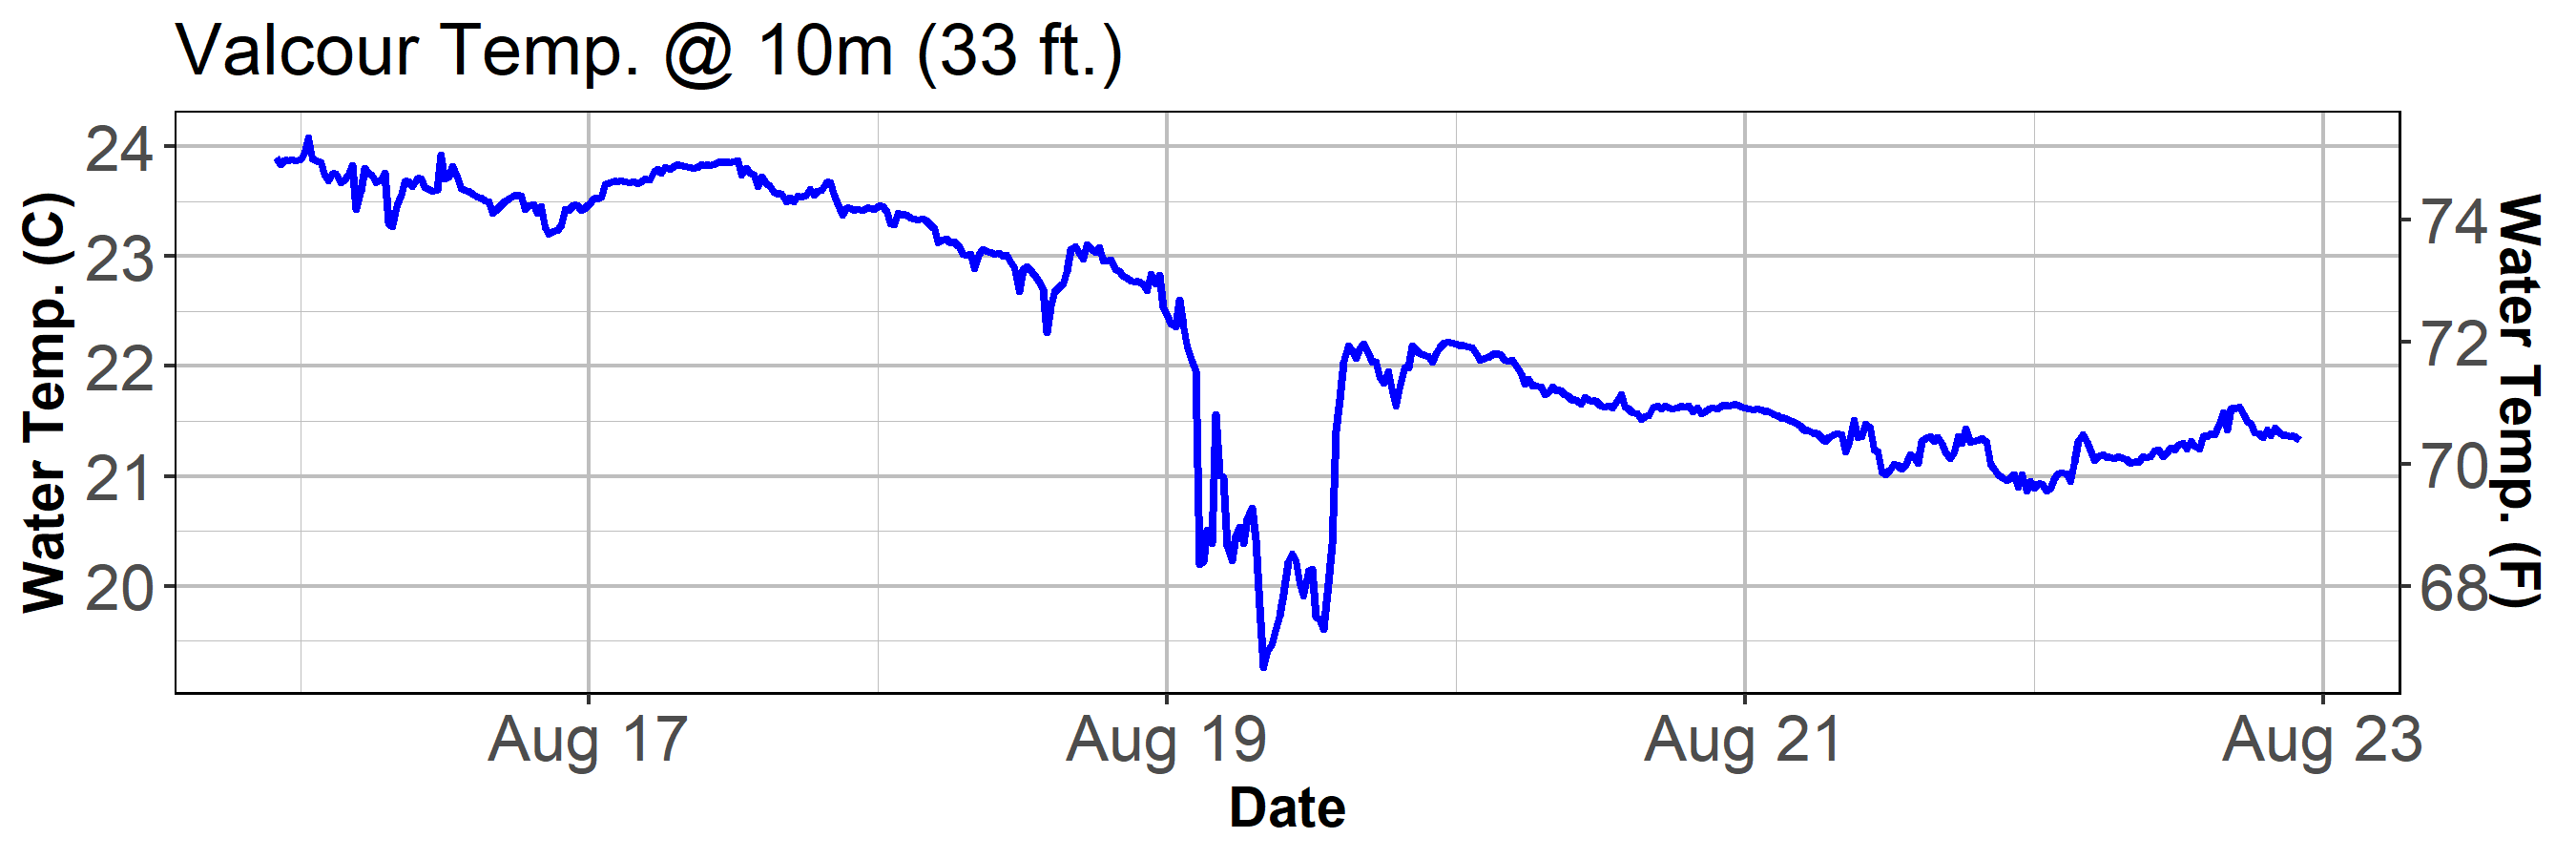 Valcour Temp. @ 10m (33 ft.)
Water Temp. (C)
24
23
22
21
20
74
72
70
68
Water Temp. (F)
Aug 17 Aug 19 Aug 21 Aug 23
Date